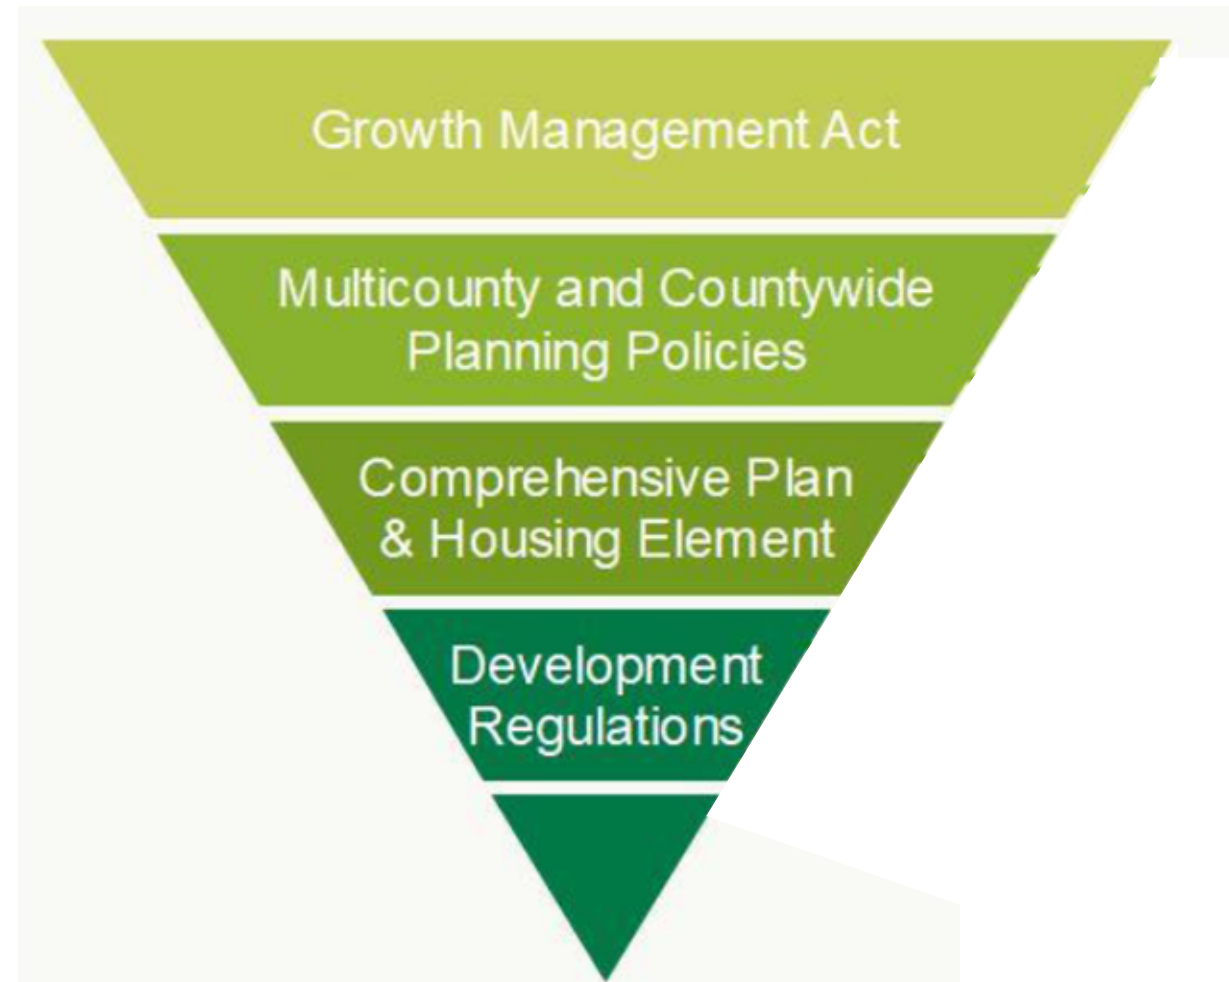 Growth Management Act
Multicounty and Countywide
Planning Policies
Comprehensive Plan
& Housing Element
Development
Regulations